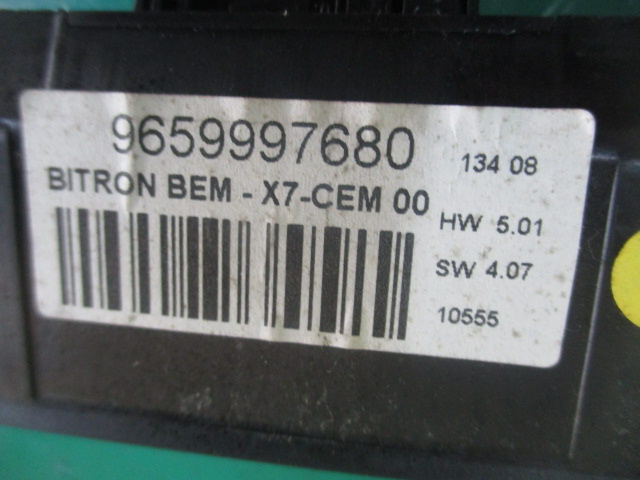 9659997680
134 08
BITRON BEM - X7-CEM 00
HW 5.01
SW 4.07
10555